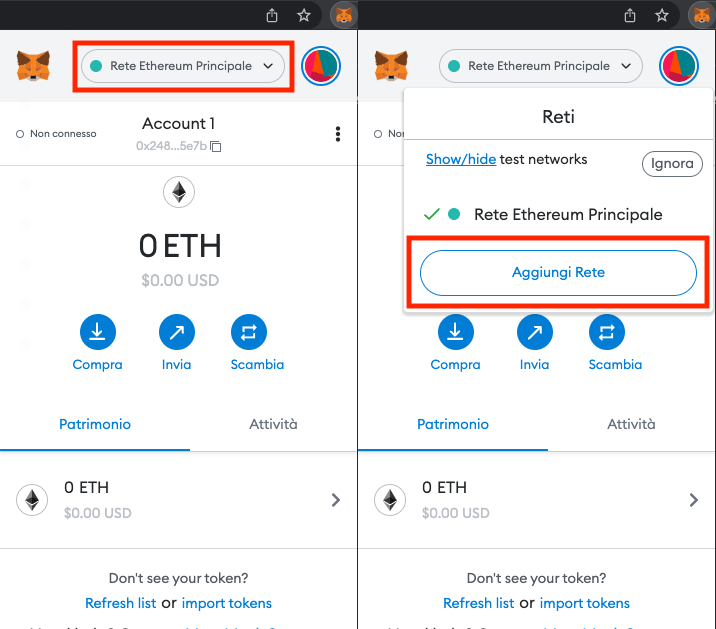 Rete Ethereum Principale
Non connesso
Account 1
0x248...5e7b
0 ETH
$0.00 USD
Compra
Invia
Scambia
Patrimonio
Attività
0 ETH
$0.00 USD
Don't see your token?
Refresh list or import tokens
Rete Ethereum Principale
Reti
Show/hide test networks
Ignora
Rete Ethereum Principale
Aggiungi Rete
Compra
Invia
Scambia
Patrimonio
Attività
0 ETH
$0.00 USD
Don't see your token?
Refresh list or import tokens